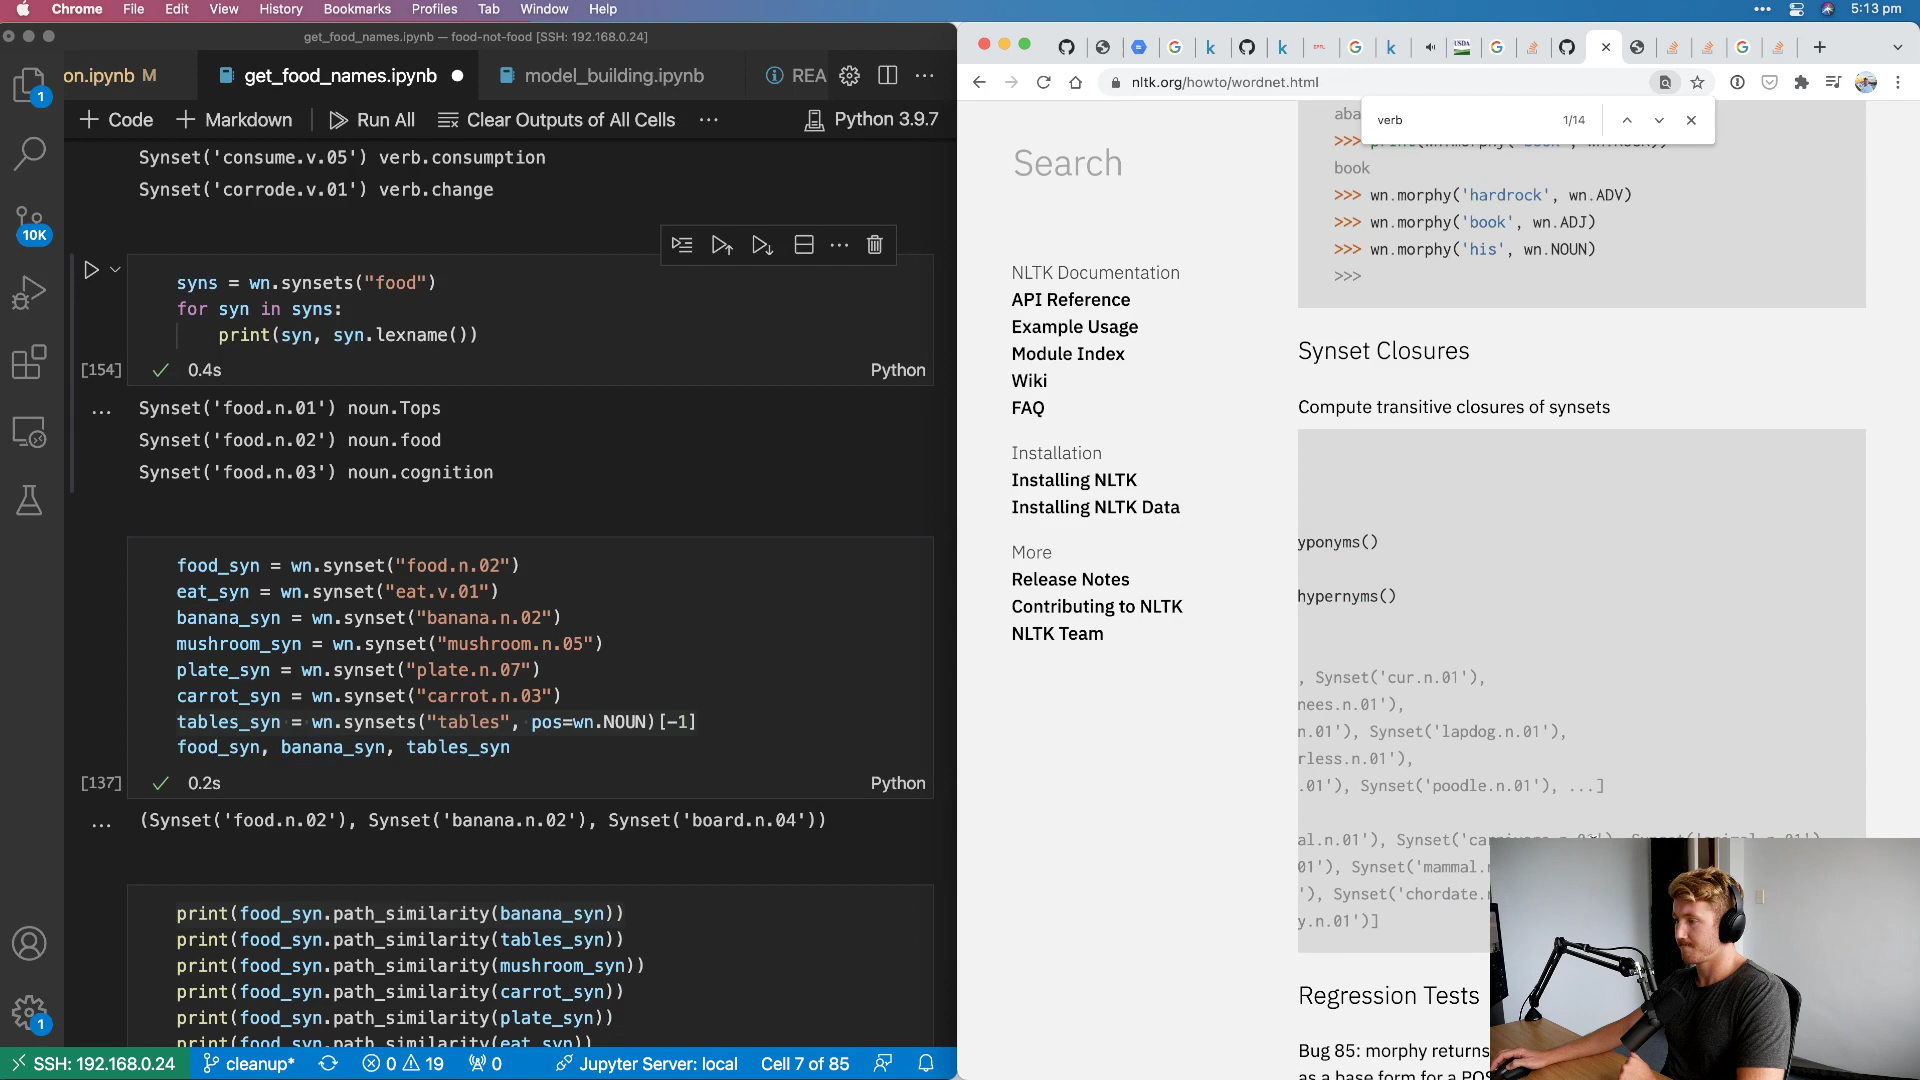 Chrome File Edit View History Bookmarks Profiles Tab Window Help
5:13 pm
get_food_names.ipynb — food-not-food [SSH: 192.168.0.24]
on.ipynb M
get_food_names.ipynb
model_building.ipynb
REA
Code Markdown Run All Clear Outputs of All Cells ... Python 3.9.7
1
10K
1
Synset('consume.v.05') verb.consumption
Synset('corrode.v.01') verb.change
syns = wn.synsets("food")
for syn in syns:
print(syn, syn.lexname())
[154] 0.4s Python
... Synset('food.n.01') noun.Tops
Synset('food.n.02') noun.food
Synset('food.n.03') noun.cognition
food_syn = wn.synset("food.n.02")
eat_syn = wn.synset("eat.v.01")
banana_syn = wn.synset("banana.n.02")
mushroom_syn = wn.synset("mushroom.n.05")
plate_syn = wn.synset("plate.n.07")
carrot_syn = wn.synset("carrot.n.03")
tables_syn = wn.synsets("tables", pos=wn.NOUN)[-1]
food_syn, banana_syn, tables_syn
[137] 0.2s Python
... (Synset('food.n.02'), Synset('banana.n.02'), Synset('board.n.04'))
print(food_syn.path_similarity(banana_syn))
print(food_syn.path_similarity(tables_syn))
print(food_syn.path_similarity(mushroom_syn))
print(food_syn.path_similarity(carrot_syn))
print(food_syn.path_similarity(plate_syn))
print(food_syn.path_similarity(eat_syn))
SSH: 192.168.0.24 cleanup* 0 19 0 Jupyter Server: local Cell 7 of 85
USDA
nltk.org/howto/wordnet.html
verb 1/14
Search
NLTK Documentation
API Reference
Example Usage
Module Index
Wiki
FAQ
Installation
Installing NLTK
Installing NLTK Data
More
Release Notes
Contributing to NLTK
NLTK Team
aba
book
>>> wn.morphy('hardrock', wn.ADV)
>>> wn.morphy('book', wn.ADJ)
>>> wn.morphy('his', wn.NOUN)
>>>
Synset Closures
Compute transitive closures of synsets
yponyms()
hypernyms()
, Synset('cur.n.01'),
nees.n.01'),
n.01'), Synset('lapdog.n.01'),
rless.n.01'),
.01'), Synset('poodle.n.01'), ...]
al.n.01'), Synset('
01'), Synset('mammal.
'), Synset('chordate.
y.n.01')]
Regression Tests
Bug 85: morphy returns
as a base form for a POS